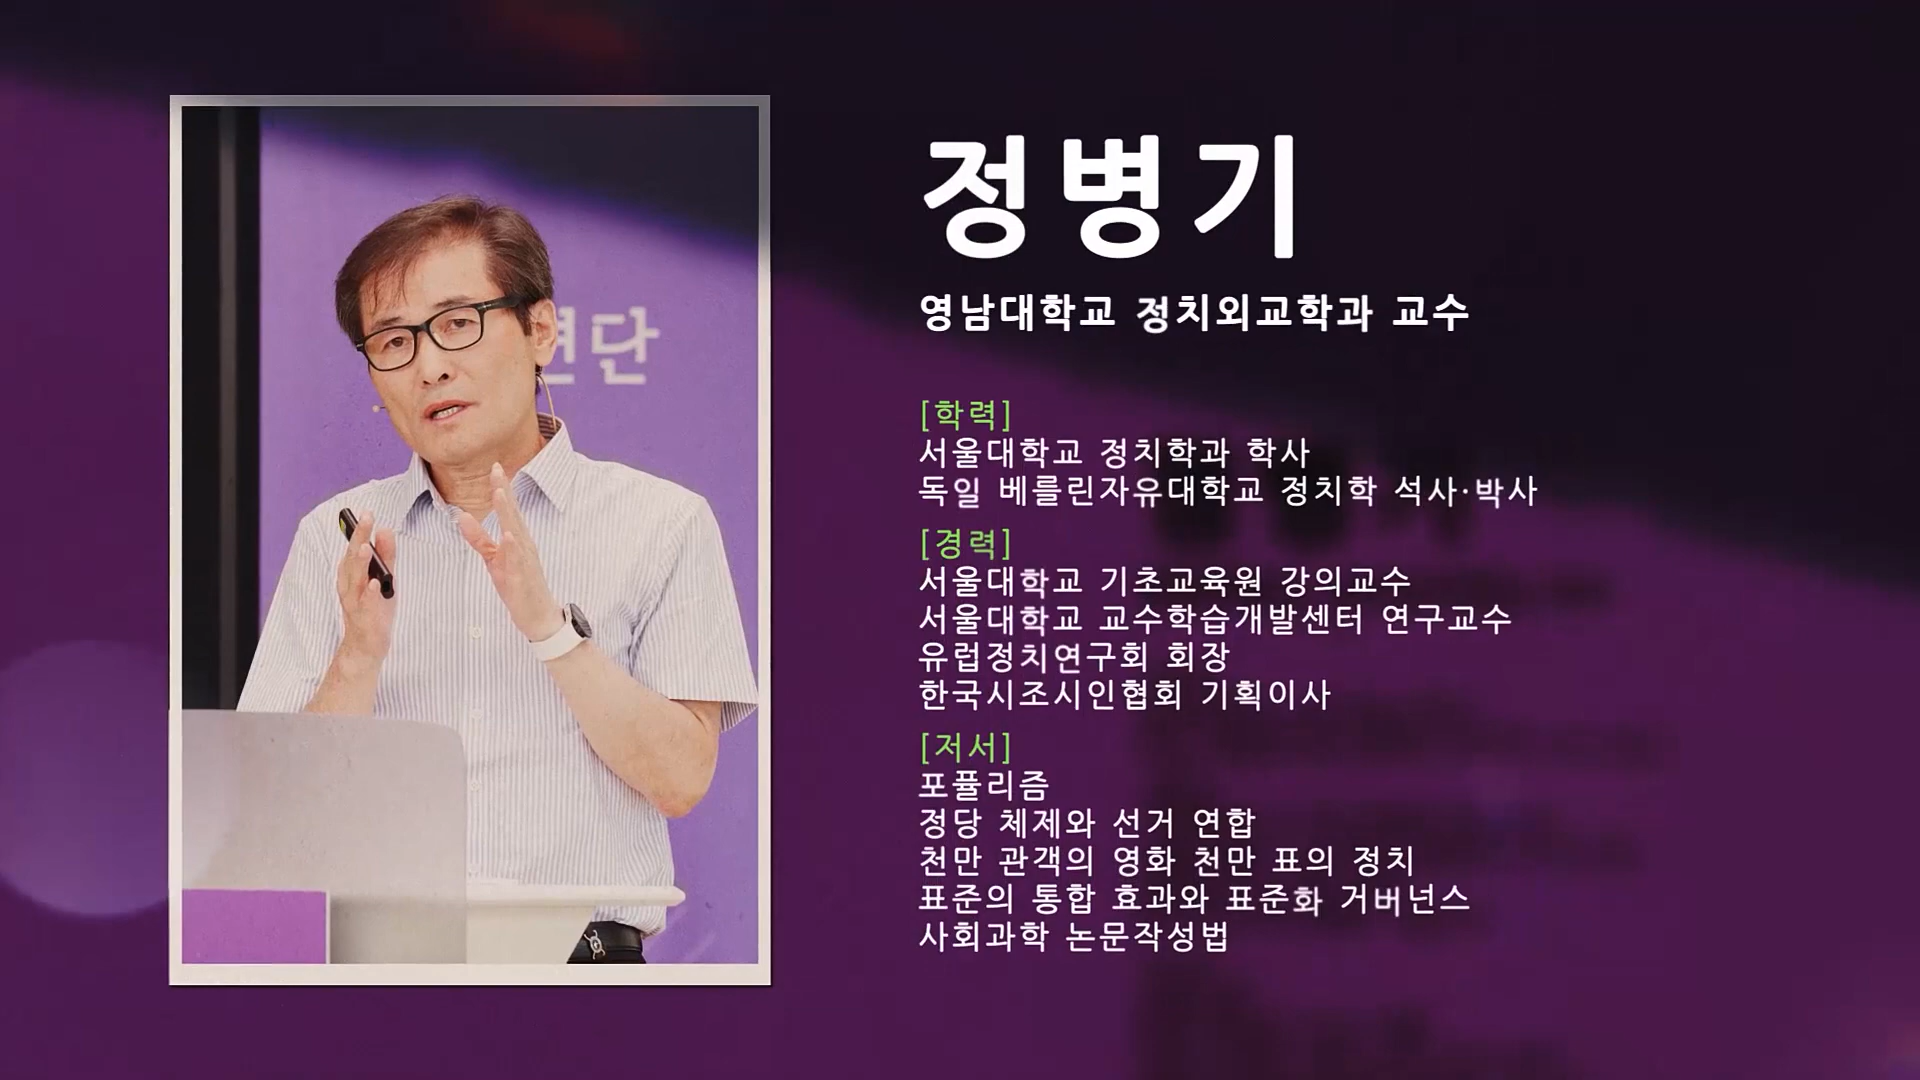 단
정병기
영남대학교 정치외교학과 교수
[학력]
서울대학교 정치학과 학사
독일 베를린자유대학교 정치학 석사·박사
[경력]
서울대학교 기초교육원 강의교수
서울대학교 교수학습개발센터 연구교수
유럽정치연구회 회장
한국시조시인협회 기획이사
[저서]
포퓰리즘
정당 체제와 선거 연합
천만 관객의 영화 천만 표의 정치
표준의 통합 효과와 표준화 거버넌스
사회과학 논문작성법